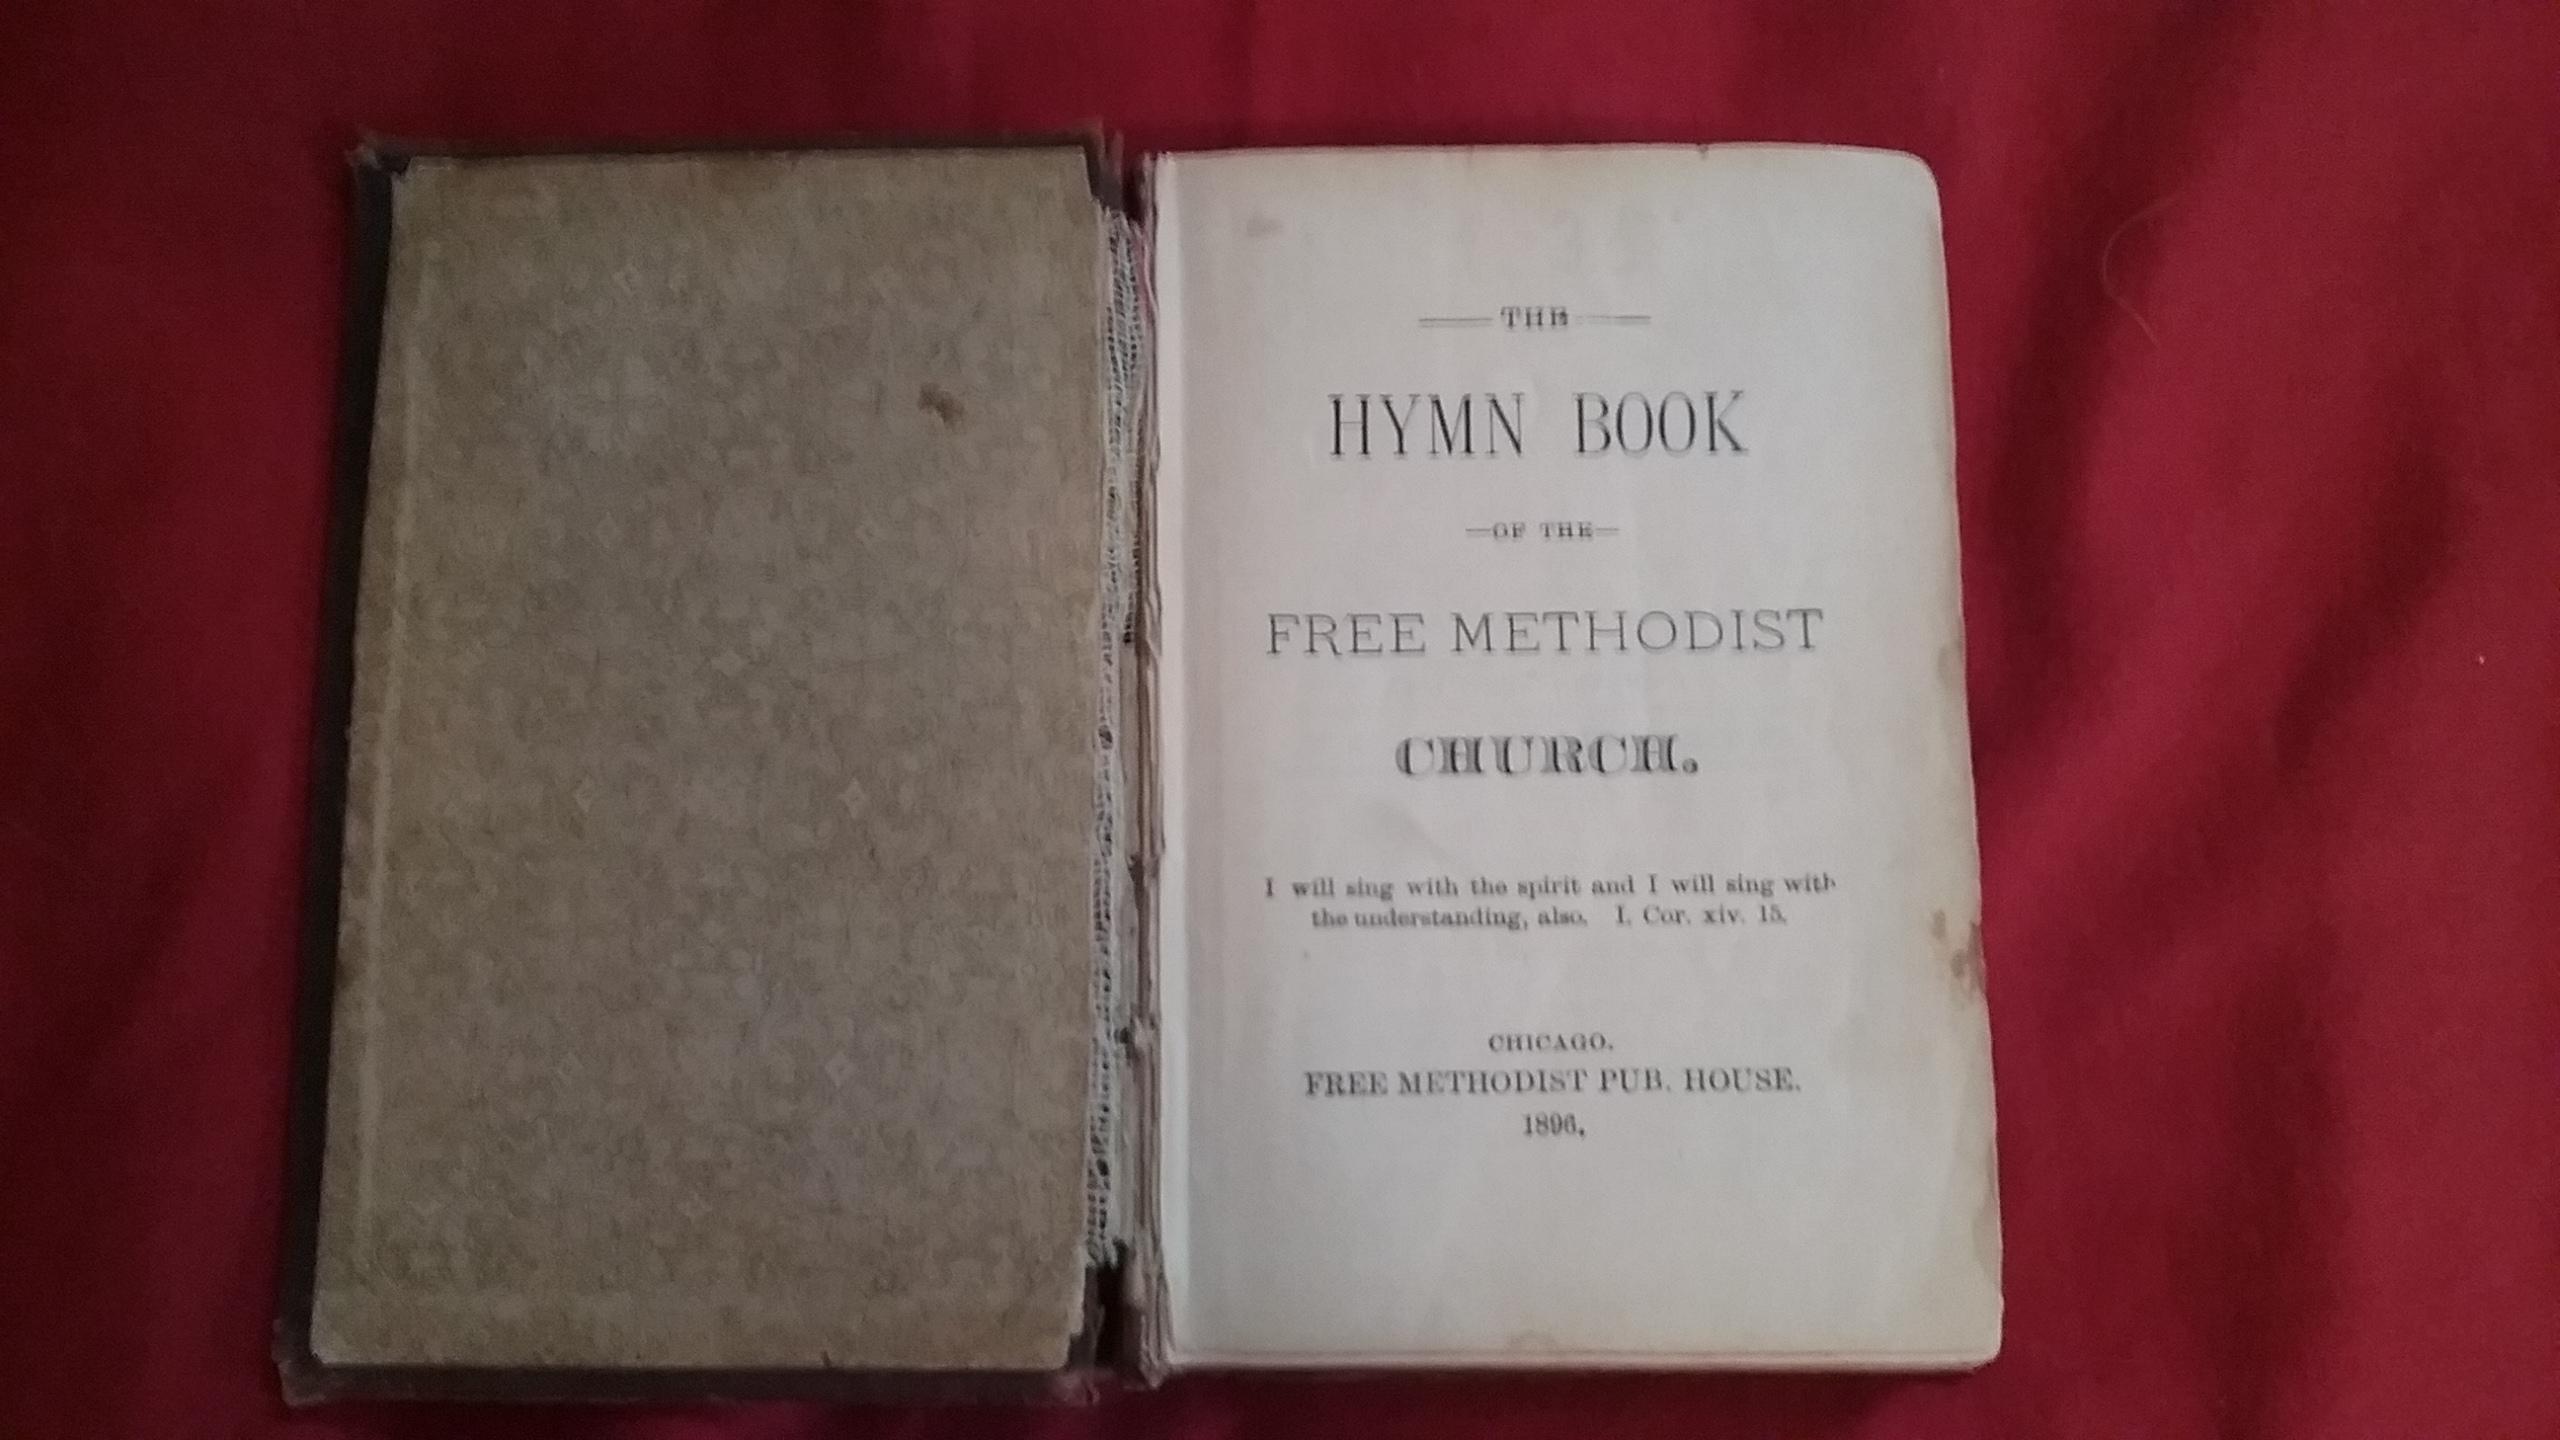 THE
HYMN BOOK
—OF THE—
FREE METHODIST
CHURCH.
I will sing with the spirit and I will sing with
the understanding, also. I. Cor. xiv. 15.
CHICAGO.
FREE METHODIST PUB. HOUSE.
1896.